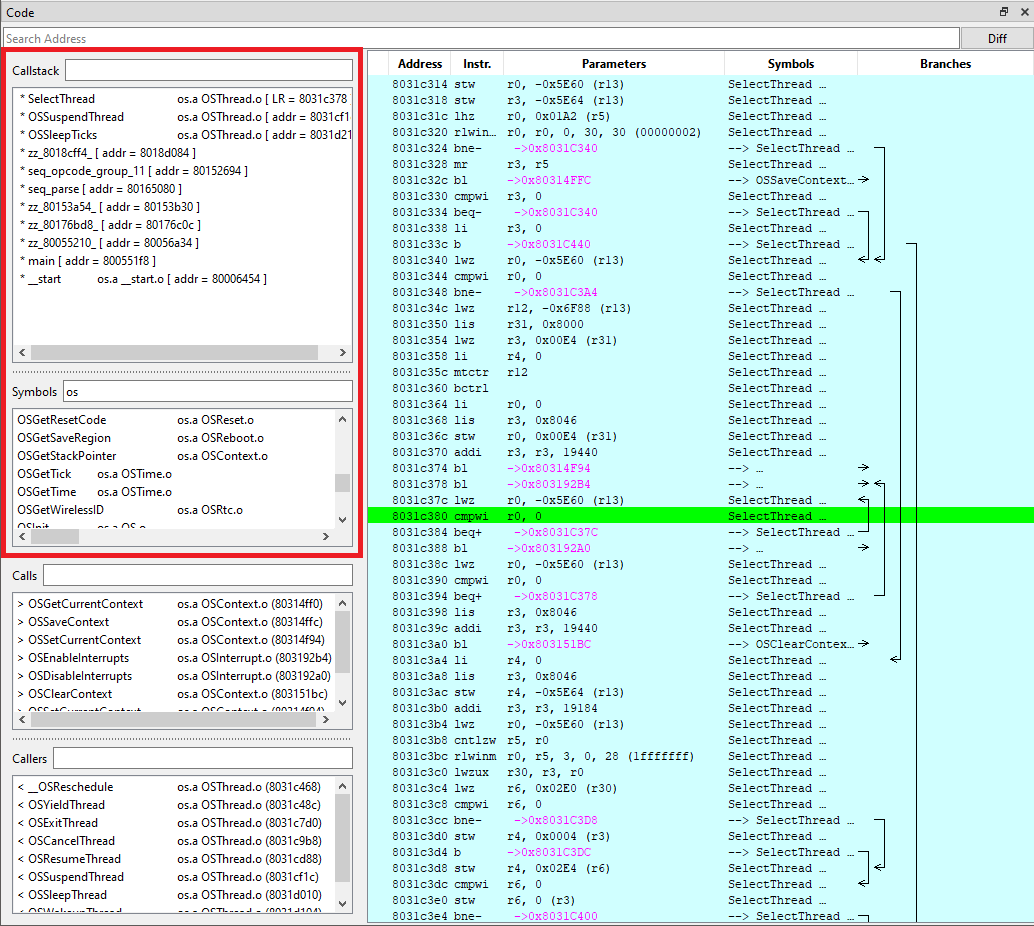 Code
Search Address
Diff
Callstack
* SelectThread os.a OSThread.o [ LR = 8031c378
* OSSuspendThread os.a OSThread.o [ addr = 8031cf1
* OSSleepTicks os.a OSThread.o [ addr = 8031d21
* zz_8018cff4_ [ addr = 8018d084 ]
* seq_opcode_group_11 [ addr = 80152694 ]
* seq_parse [ addr = 80165080 ]
* zz_80153a54_ [ addr = 80153b30 ]
* zz_80176bd8_ [ addr = 80176c0c ]
* zz_80055210_ [ addr = 80056a34 ]
* main [ addr = 800551f8 ]
* __start os.a __start.o [ addr = 80006454 ]
Symbols os
OSGetResetCode os.a OSReset.o
OSGetSaveRegion os.a OSReboot.o
OSGetStackPointer os.a OSContext.o
OSGetTick os.a OSTime.o
OSGetTime os.a OSTime.o
OSGetWirelessID os.a OSRtc.o
OSInit os.a OS.o
Calls
> OSGetCurrentContext os.a OSContext.o (80314ff0)
> OSSaveContext os.a OSContext.o (80314ffc)
> OSSetCurrentContext os.a OSContext.o (80314f94)
> OSEnableInterrupts os.a OSInterrupt.o (803192b4)
> OSDisableInterrupts os.a OSInterrupt.o (803192a0)
> OSClearContext os.a OSContext.o (803151bc)
> OSSetCurrentContext os.a OSContext.o (80314f94)
Callers
< __OSReschedule os.a OSThread.o (8031c468)
< OSYieldThread os.a OSThread.o (8031c48c)
< OSExitThread os.a OSThread.o (8031c7d0)
< OSCancelThread os.a OSThread.o (8031c9b8)
< OSResumeThread os.a OSThread.o (8031cd88)
< OSSuspendThread os.a OSThread.o (8031cf1c)
< OSSleepThread os.a OSThread.o (8031d010)
< OSWakeupThread os.a OSThread.o (8031d104)
Address Instr. Parameters Symbols Branches
8031c314 stw r0, -0x5E60 (r13) SelectThread ...
8031c318 stw r3, -0x5E64 (r13) SelectThread ...
8031c31c lhz r0, 0x01A2 (r5) SelectThread ...
8031c320 rlwin... r0, r0, 0, 30, 30 (00000002) SelectThread ...
8031c324 bne- ->0x8031C340 --> SelectThread ...
8031c328 mr r3, r5 SelectThread ...
8031c32c bl ->0x80314FFC --> OSSaveContext...
8031c330 cmpwi r3, 0 SelectThread ...
8031c334 beq- ->0x8031C340 --> SelectThread ...
8031c338 li r3, 0 SelectThread ...
8031c33c b ->0x8031C440 --> SelectThread ...
8031c340 lwz r0, -0x5E60 (r13) SelectThread ...
8031c344 cmpwi r0, 0 SelectThread ...
8031c348 bne- ->0x8031C3A4 --> SelectThread ...
8031c34c lwz r12, -0x6F88 (r13) SelectThread ...
8031c350 lis r31, 0x8000 SelectThread ...
8031c354 lwz r3, 0x00E4 (r31) SelectThread ...
8031c358 li r4, 0 SelectThread ...
8031c35c mtctr r12 SelectThread ...
8031c360 bctrl SelectThread ...
8031c364 li r0, 0 SelectThread ...
8031c368 lis r3, 0x8046 SelectThread ...
8031c36c stw r0, 0x00E4 (r31) SelectThread ...
8031c370 addi r3, r3, 19440 SelectThread ...
8031c374 bl ->0x80314F94 --> ...
8031c378 bl ->0x803192B4 --> ...
8031c37c lwz r0, -0x5E60 (r13) SelectThread ...
8031c380 cmpwi r0, 0 SelectThread ...
8031c384 beq+ ->0x8031C37C --> SelectThread ...
8031c388 bl ->0x803192A0 --> ...
8031c38c lwz r0, -0x5E60 (r13) SelectThread ...
8031c390 cmpwi r0, 0 SelectThread ...
8031c394 beq+ ->0x8031C378 --> SelectThread ...
8031c398 lis r3, 0x8046 SelectThread ...
8031c39c addi r3, r3, 19440 SelectThread ...
8031c3a0 bl ->0x803151BC --> OSClearContex...
8031c3a4 li r4, 0 SelectThread ...
8031c3a8 lis r3, 0x8046 SelectThread ...
8031c3ac stw r4, -0x5E64 (r13) SelectThread ...
8031c3b0 addi r3, r3, 19184 SelectThread ...
8031c3b4 lwz r0, -0x5E60 (r13) SelectThread ...
8031c3b8 cntlzw r5, r0 SelectThread ...
8031c3bc rlwinm r0, r5, 3, 0, 28 (1fffffff) SelectThread ...
8031c3c0 lwzux r30, r3, r0 SelectThread ...
8031c3c4 lwz r6, 0x02E0 (r30) SelectThread ...
8031c3c8 cmpwi r6, 0 SelectThread ...
8031c3cc bne- ->0x8031C3D8 --> SelectThread ...
8031c3d0 stw r4, 0x0004 (r3) SelectThread ...
8031c3d4 b ->0x8031C3DC --> SelectThread ...
8031c3d8 stw r4, 0x02E4 (r6) SelectThread ...
8031c3dc cmpwi r6, 0 SelectThread ...
8031c3e0 stw r6, 0 (r3) SelectThread ...
8031c3e4 bne- ->0x8031C400 --> SelectThread ...